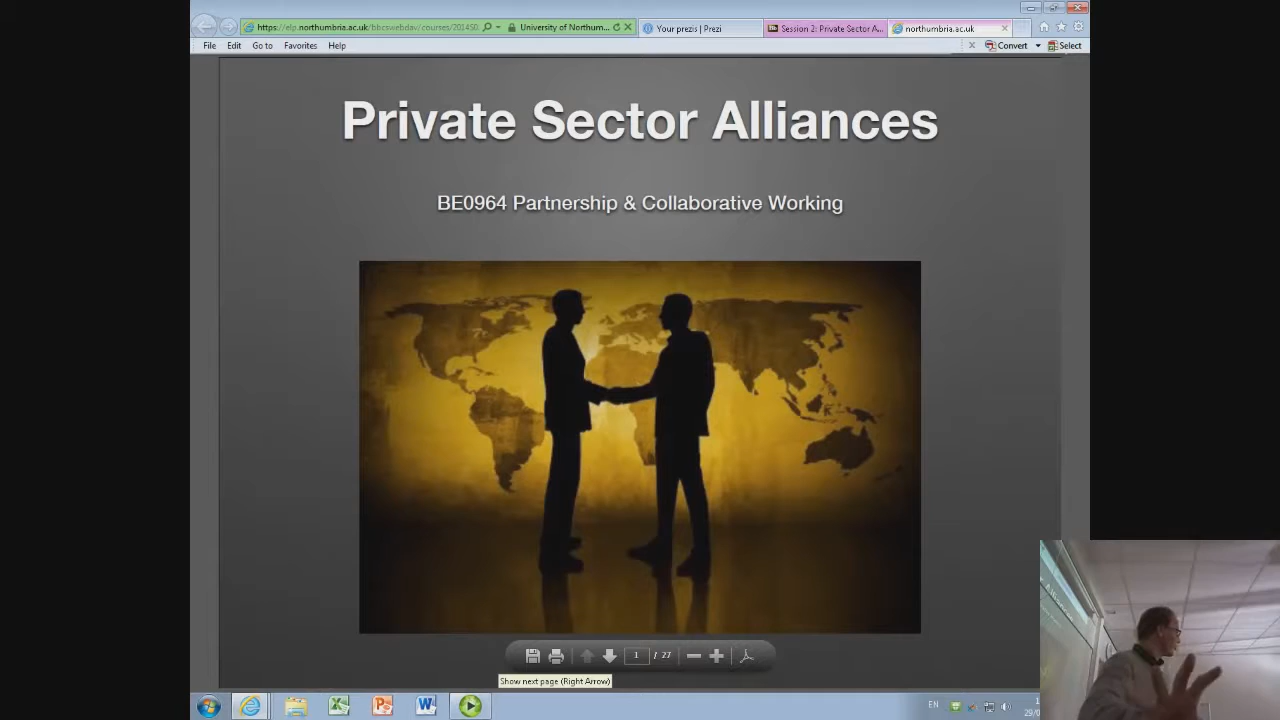 https://elp.northumbria.ac.uk/bbcswebdav/courses/201450
University of Northum...
Your prezis | Prezi
Session 2: Private Sector A...
northumbria.ac.uk
File Edit Go to Favorites Help
Convert
Select
Private Sector Alliances
BE0964 Partnership & Collaborative Working
1 / 27
Show next page (Right Arrow)
EN